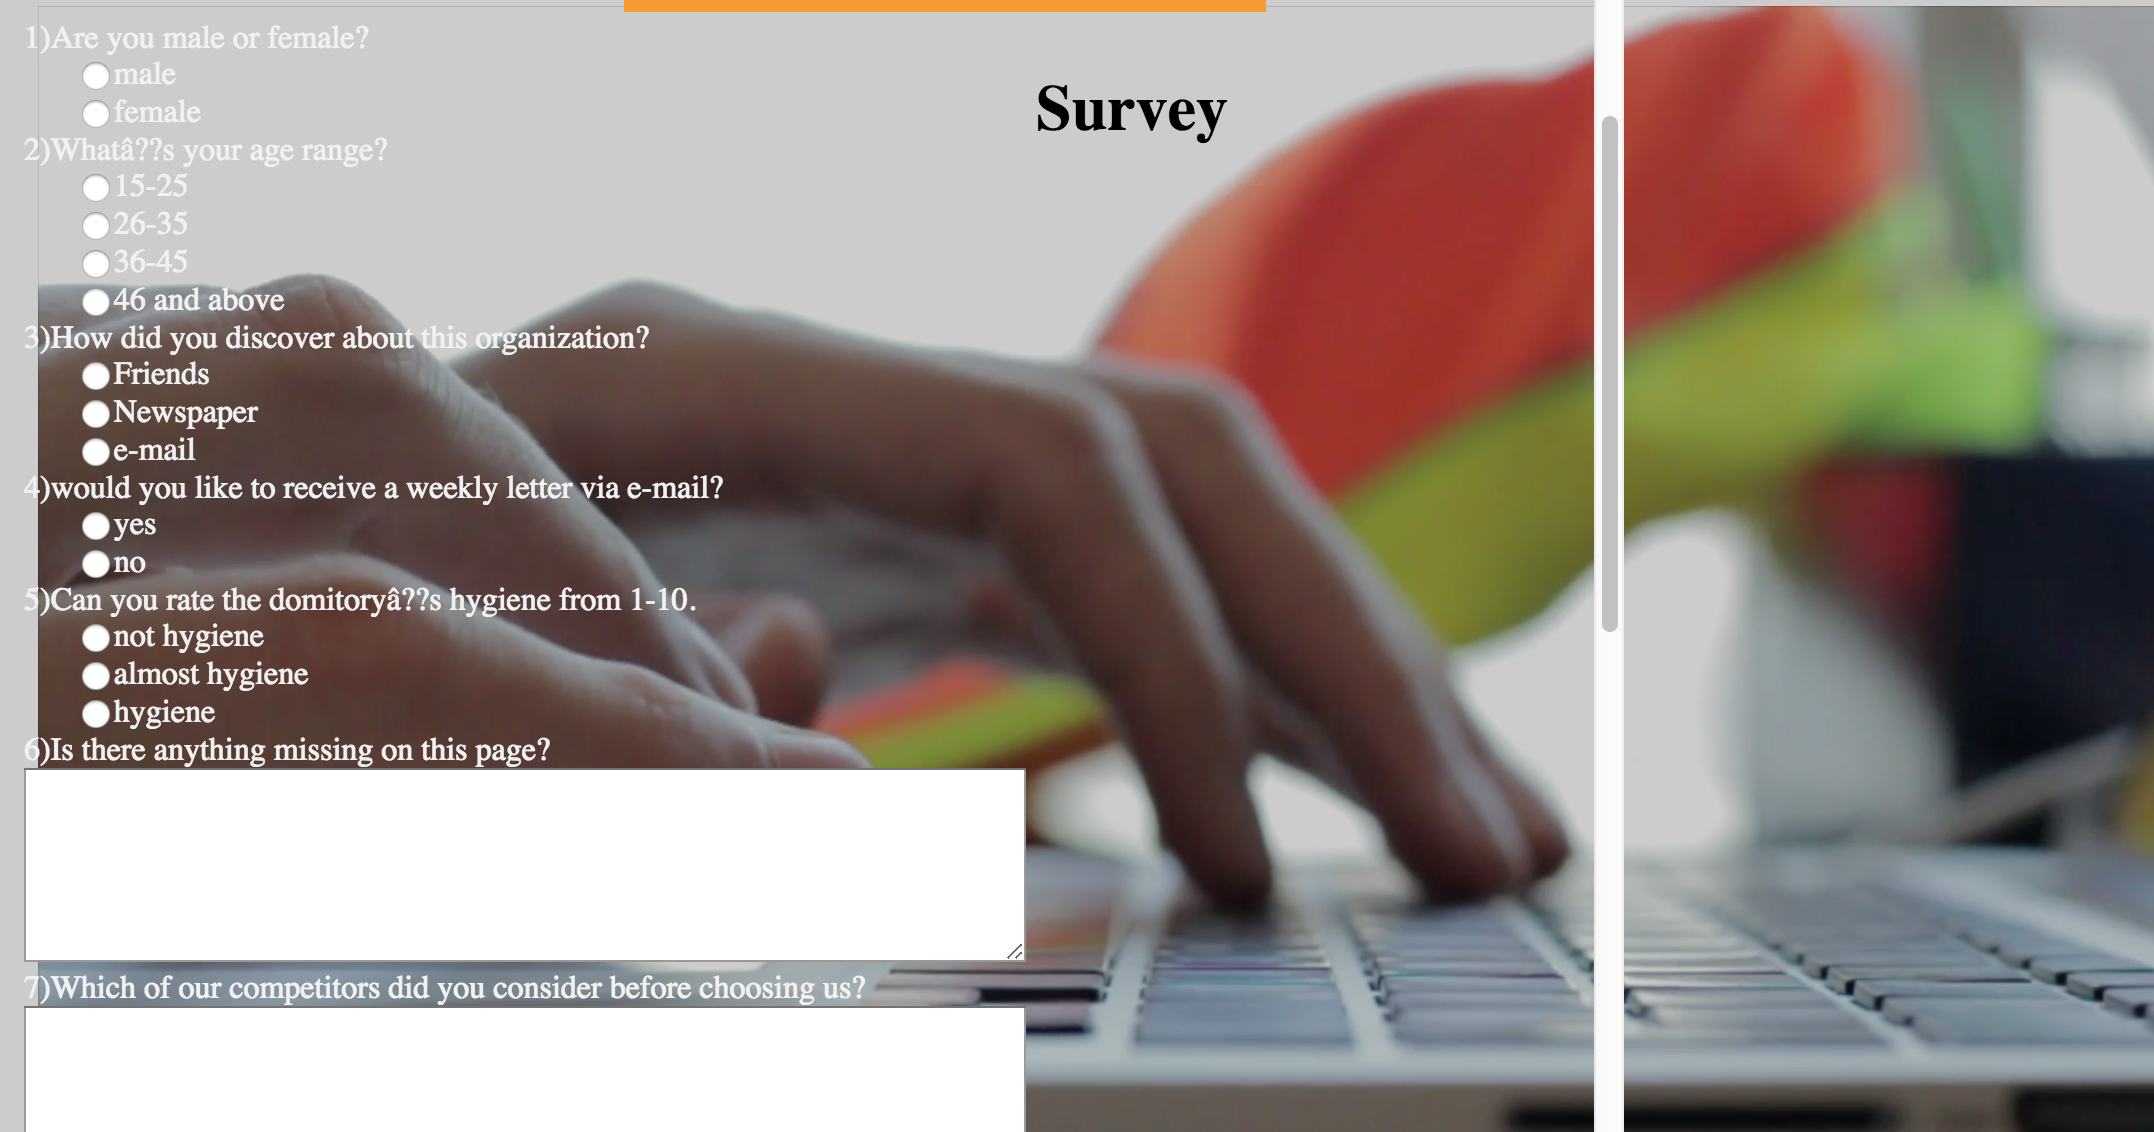 Survey
1)Are you male or female?
male
female
2)Whatâ??s your age range?
15-25
26-35
36-45
46 and above
3)How did you discover about this organization?
Friends
Newspaper
e-mail
4)would you like to receive a weekly letter via e-mail?
yes
no
5)Can you rate the domitoryâ??s hygiene from 1-10.
not hygiene
almost hygiene
hygiene
6)Is there anything missing on this page?
7)Which of our competitors did you consider before choosing us?